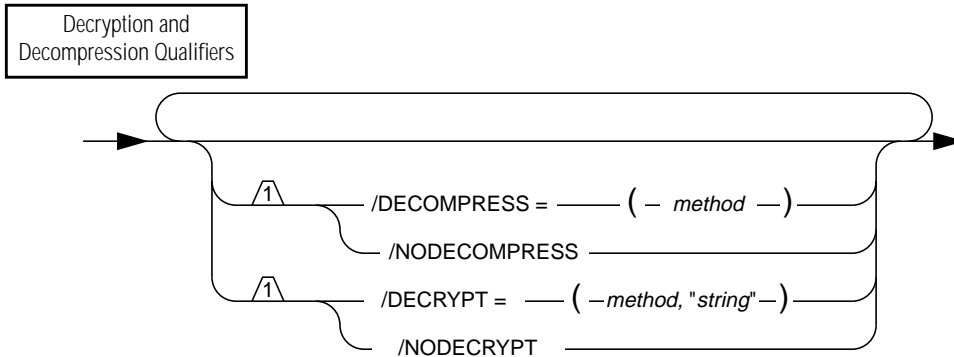 Decryption and
Decompression Qualifiers
1 /DECOMPRESS = ( method )
/NODECOMPRESS
1 /DECRYPT = ( method, "string" )
/NODECRYPT